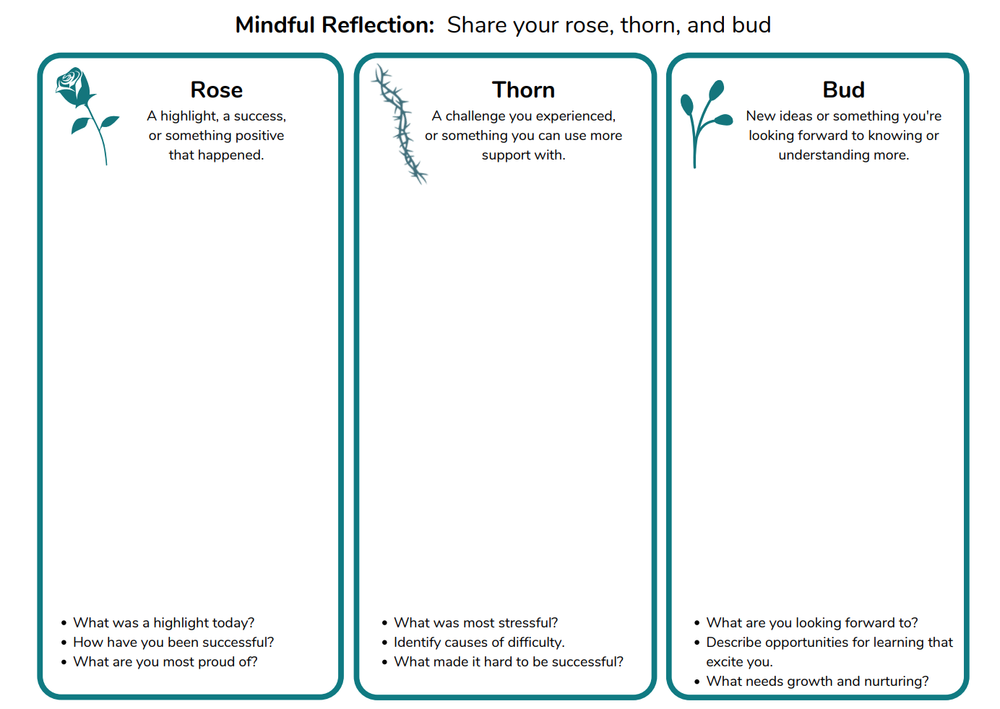 Mindful Reflection: Share your rose, thorn, and bud
Rose
A highlight, a success,
or something positive
that happened.
• What was a highlight today?
• How have you been successful?
• What are you most proud of?
Thorn
A challenge you experienced,
or something you can use more
support with.
• What was most stressful?
• Identify causes of difficulty.
• What made it hard to be successful?
Bud
New ideas or something you're
looking forward to knowing or
understanding more.
• What are you looking forward to?
• Describe opportunities for learning that
excite you.
• What needs growth and nurturing?